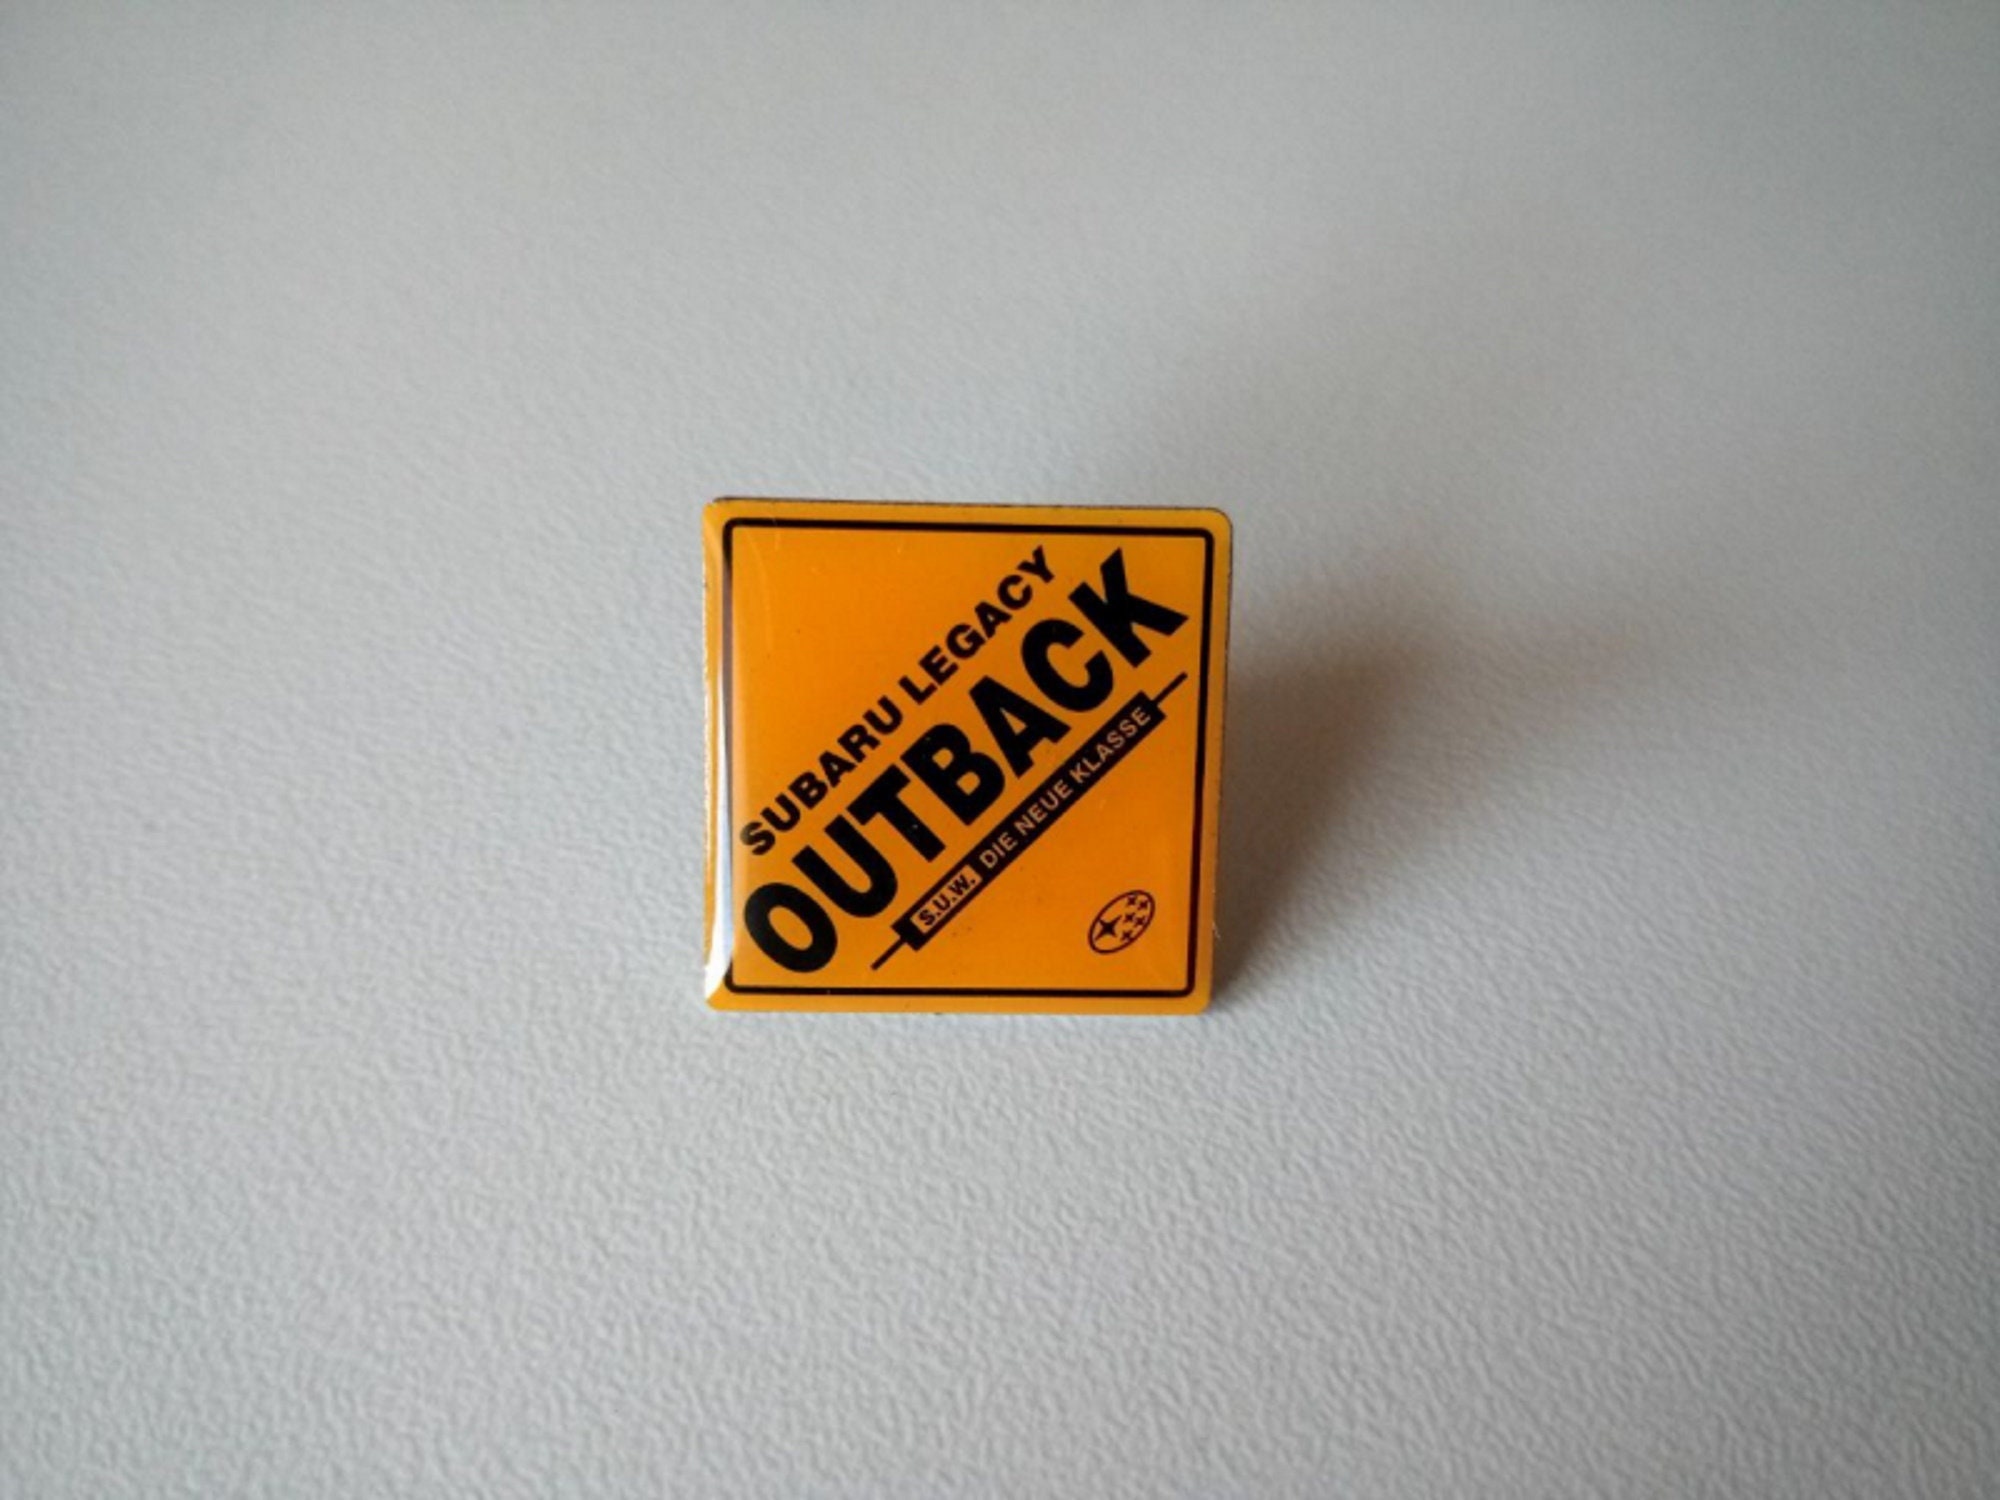 SUBARU LEGACY
OUTBACK
S.U.W. DIE NEUE KLASSE